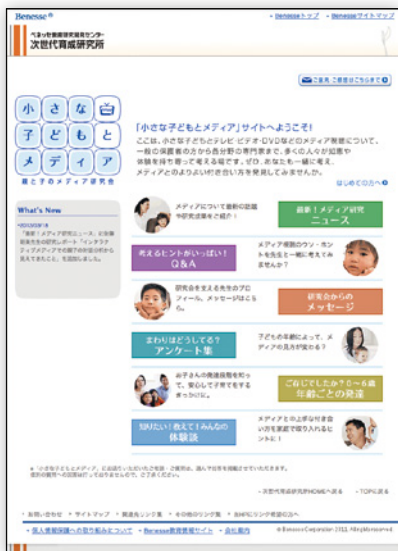 Benesse®
Benesseトップ
Benesseサイトマップ
ベネッセ教育研究開発センター
次世代育成研究所
ご意見・ご感想はこちらまで
小さな
子どもと
メディア
親と子のメディア研究会
「小さな子どもとメディア」サイトへようこそ!
ここは、小さな子どもとテレビ・ビデオ・DVDなどのメディア視聴について、
一般の保護者の方から各分野の専門家まで、多くの人々が知恵や
体験を持ち寄って考える場です。ぜひ、あなたも一緒に考え、
メディアとのよりよい付き合い方を発見してみませんか。
はじめての方へ
What's New
メディアについて最新の話題
や研究成果をご紹介!
最新!メディア研究
ニュース
考えるヒントがいっぱい!
Q&A
メディア視聴のウソ・ホン
トを先生と一緒に考えてみ
ませんか?
研究会を支える先生のプロ
フィール、メッセージはこち
ら。
研究会からの
メッセージ
まわりはどうしてる?
アンケート集
子どもの年齢によって、メ
ディアの見方が変わる?
お子さんの発達段階を知っ
て、安心して子育てをする
きっかけに。
ごぞんじでしたか?0~6歳
年齢ごとの発達
知りたい!教えて!みんなの
体験談
メディアとの上手な付き合
い方を家庭で取り入れるヒ
ントに!
次世代育成研究所HOMEへ戻る
TOPに戻る
お問い合わせ
サイトマップ
関連先リンク集
その他のリンク集
当HPにリンク希望の方へ
個人情報保護への取り組みについて
Benesse教育情報サイト
会社案内